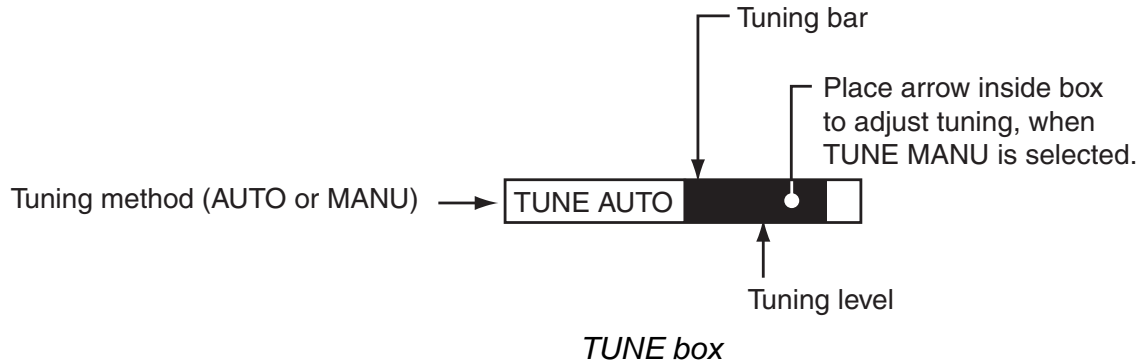 Tuning bar
Place arrow inside box
to adjust tuning, when
TUNE MANU is selected.
Tuning method (AUTO or MANU)
TUNE AUTO
Tuning level
TUNE box